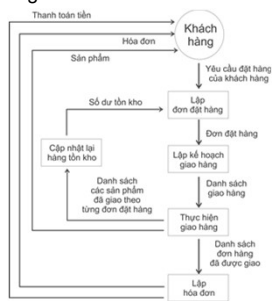 Thanh toán tiền
Hóa đơn
Sản phẩm
Khách
hàng
Yêu cầu đặt hàng
của khách hàng
Số dư tồn kho
Lập
đơn đặt hàng
Đơn đặt hàng
Cập nhật lại
hàng tồn kho
Lập kế hoạch
giao hàng
Danh sách
các sản phẩm
đã giao theo
từng đơn đặt hàng
Danh sách
giao hàng
Thực hiện
giao hàng
Danh sách
đơn hàng
đã được giao
Lập
hóa đơn